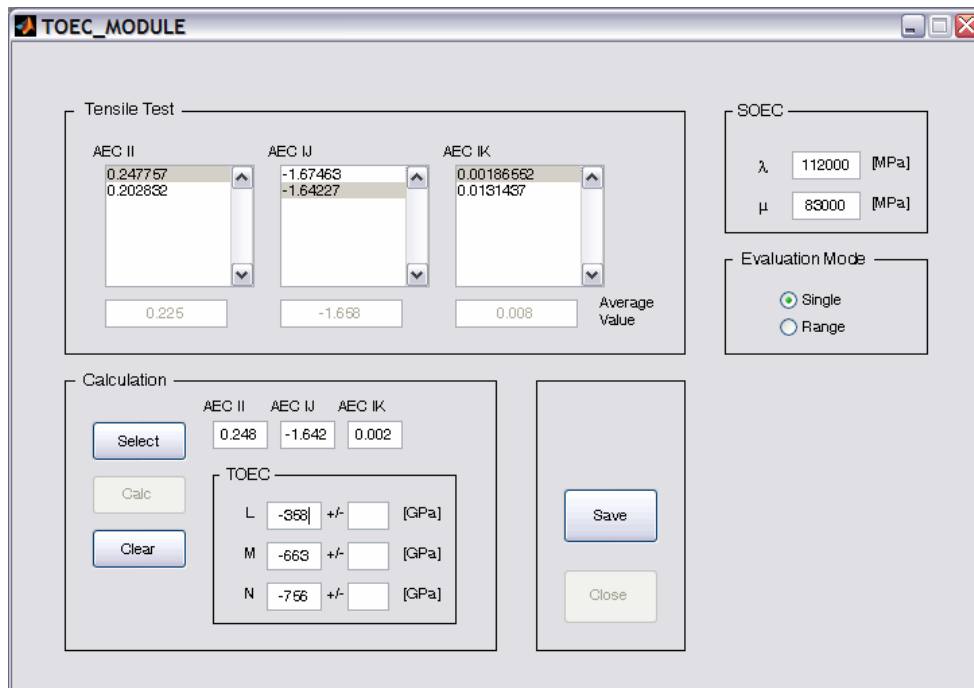 TOEC_MODULE
Tensile Test
AEC II AEC IJ AEC IK
0.247757 -1.67463 0.00186552
0.202832 -1.64227 0.0131437
0.225 -1.658 0.008 Average
Value
SOEC
λ 112000 [MPa]
μ 83000 [MPa]
Evaluation Mode
Single
Range
Calculation
AEC II AEC IJ AEC IK
Select 0.248 -1.642 0.002
TOEC
Calc
L -368 +/- [GPa]
Clear
M -663 +/- [GPa]
N -756 +/- [GPa]
Save
Close